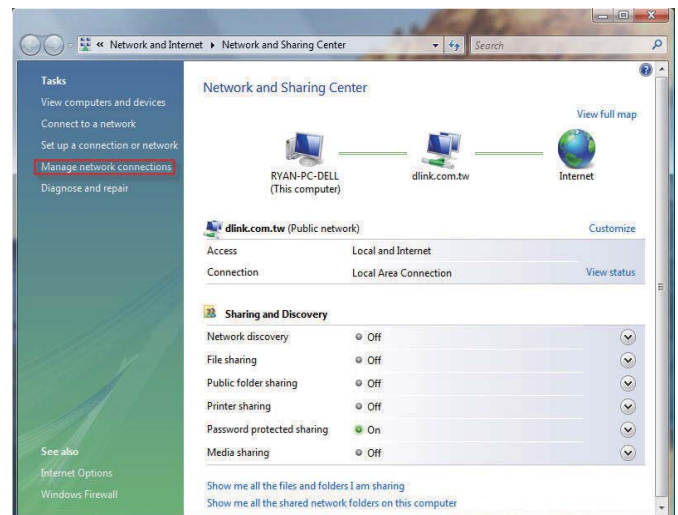 « Network and Internet ▸ Network and Sharing Center
Search
Tasks
View computers and devices
Connect to a network
Set up a connection or network
Manage network connections
Diagnose and repair
See also
Internet Options
Windows Firewall
Network and Sharing Center
View full map
RYAN-PC-DELL
(This computer)
dlink.com.tw
Internet
dlink.com.tw (Public network)
Customize
Access Local and Internet
Connection Local Area Connection View status
Sharing and Discovery
Network discovery Off
File sharing Off
Public folder sharing Off
Printer sharing Off
Password protected sharing On
Media sharing Off
Show me all the files and folders I am sharing
Show me all the shared network folders on this computer